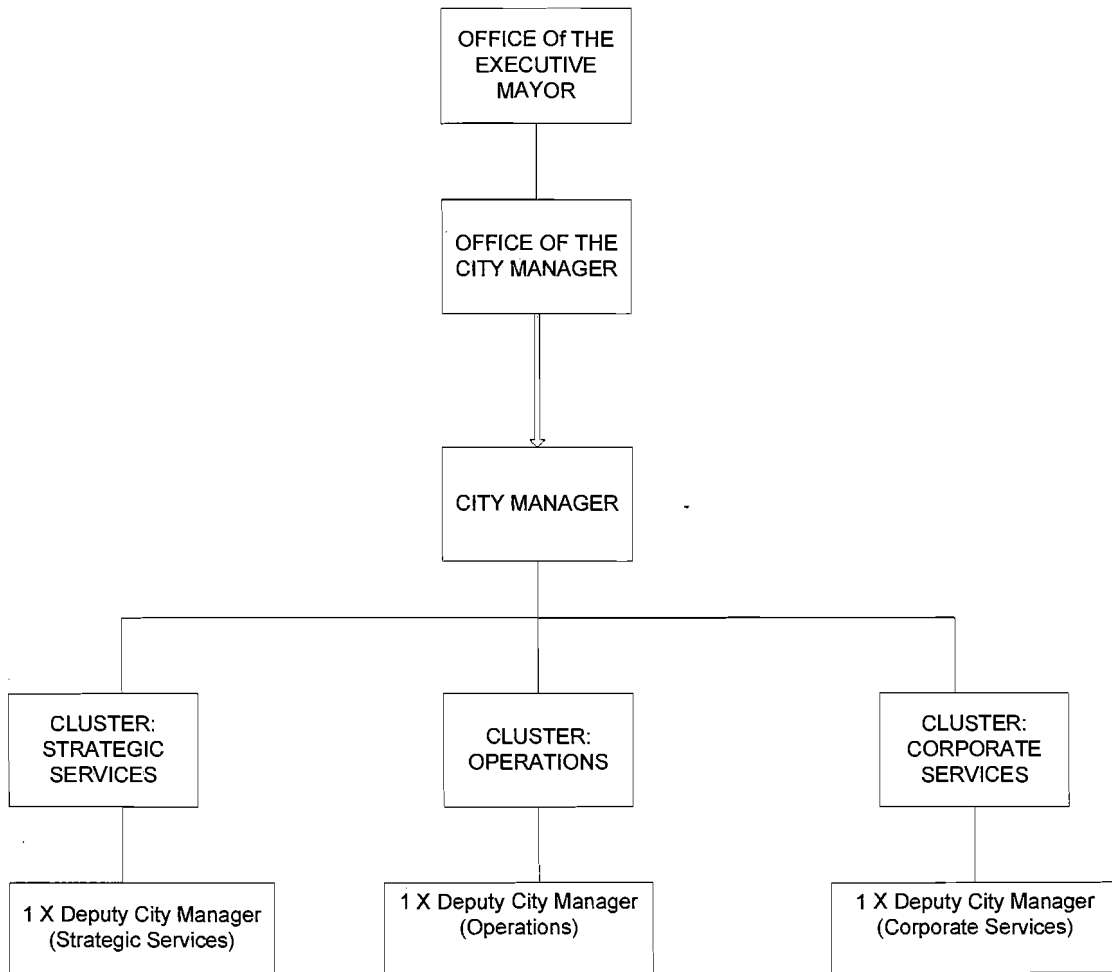 OFFICE Of THE
EXECUTIVE
MAYOR
OFFICE OF THE
CITY MANAGER
CITY MANAGER
CLUSTER:
STRATEGIC
SERVICES
CLUSTER:
OPERATIONS
CLUSTER:
CORPORATE
SERVICES
1 X Deputy City Manager
(Strategic Services)
1 X Deputy City Manager
(Operations)
1 X Deputy City Manager
(Corporate Services)